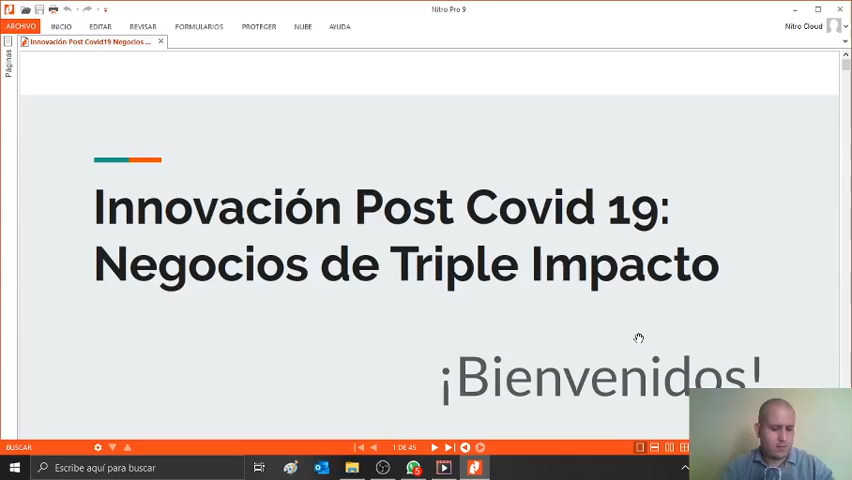 Nitro Pro 9
ARCHIVO INICIO EDITAR REVISAR FORMULARIOS PROTEGER NUBE AYUDA Nitro Cloud
Innovación Post Covid19 Negocios ...
Páginas
Innovación Post Covid 19:
Negocios de Triple Impacto
¡Bienvenidos!
BUSCAR 1 DE 45
Escribe aquí para buscar 5